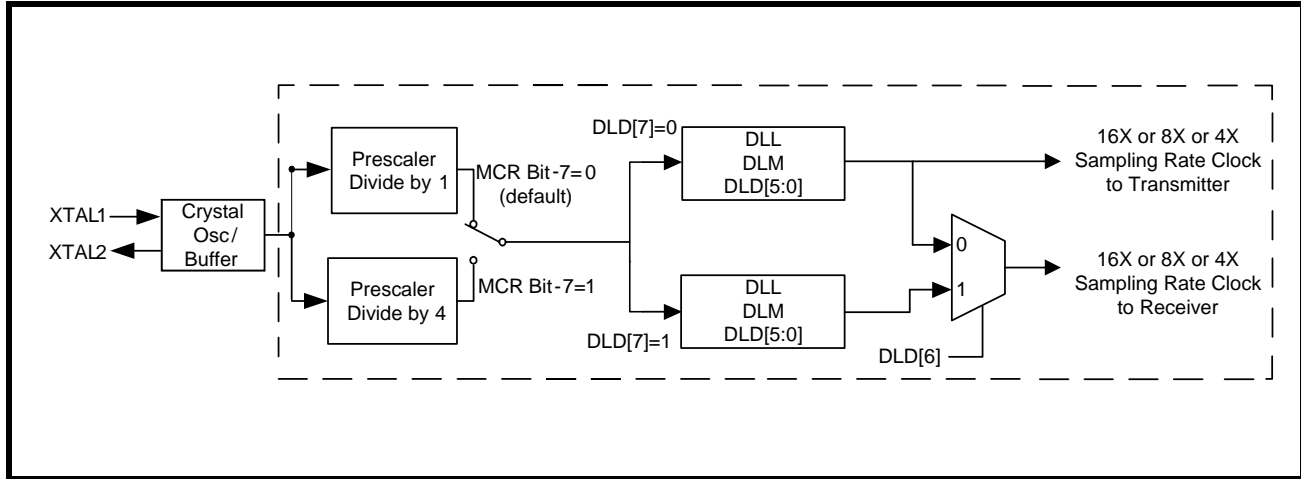 XTAL1
XTAL2
Crystal
Osc/
Buffer
Prescaler
Divide by 1
Prescaler
Divide by 4
MCR Bit-7=0
(default)
MCR Bit-7=1
DLD[7]=0
DLL
DLM
DLD[5:0]
DLD[7]=1
DLL
DLM
DLD[5:0]
0
1
DLD[6]
16X or 8X or 4X
Sampling Rate Clock
to Transmitter
16X or 8X or 4X
Sampling Rate Clock
to Receiver